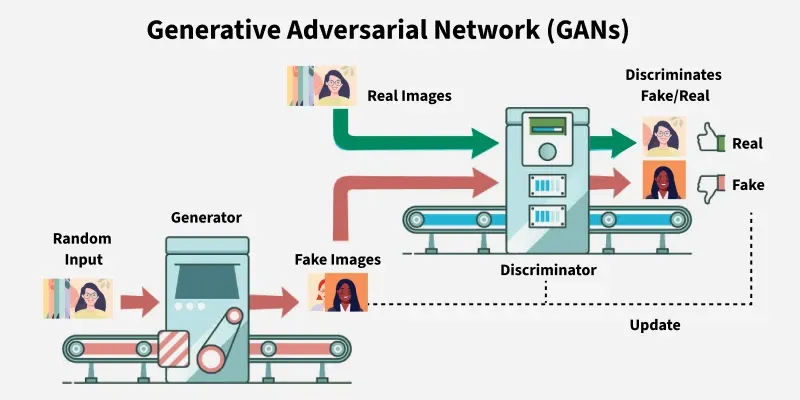 Generative Adversarial Network (GANs)
Real Images
Discriminates
Fake/Real
Real
Fake
Generator
Random
Input
Fake Images
Discriminator
Update